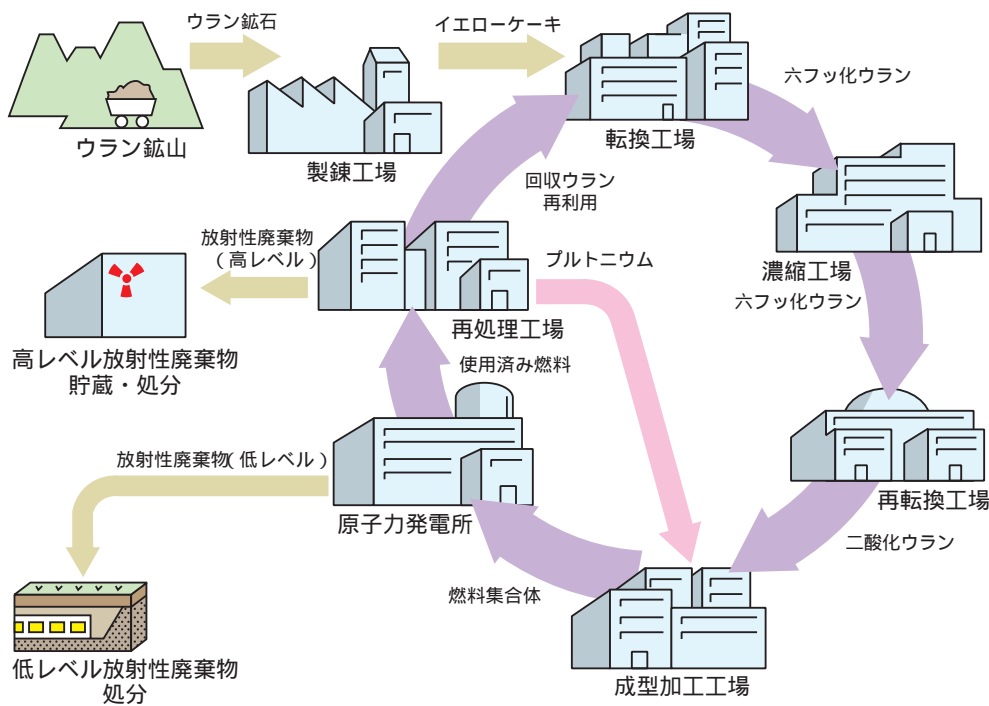 ウラン鉱石
イエローケーキ
六フッ化ウラン
ウラン鉱山
製錬工場
転換工場
回収ウラン
再利用
放射性廃棄物
(高レベル)
プルトニウム
濃縮工場
六フッ化ウラン
再処理工場
高レベル放射性廃棄物
貯蔵・処分
使用済み燃料
放射性廃棄物(低レベル)
原子力発電所
再転換工場
二酸化ウラン
燃料集合体
低レベル放射性廃棄物
処分
成型加工工場